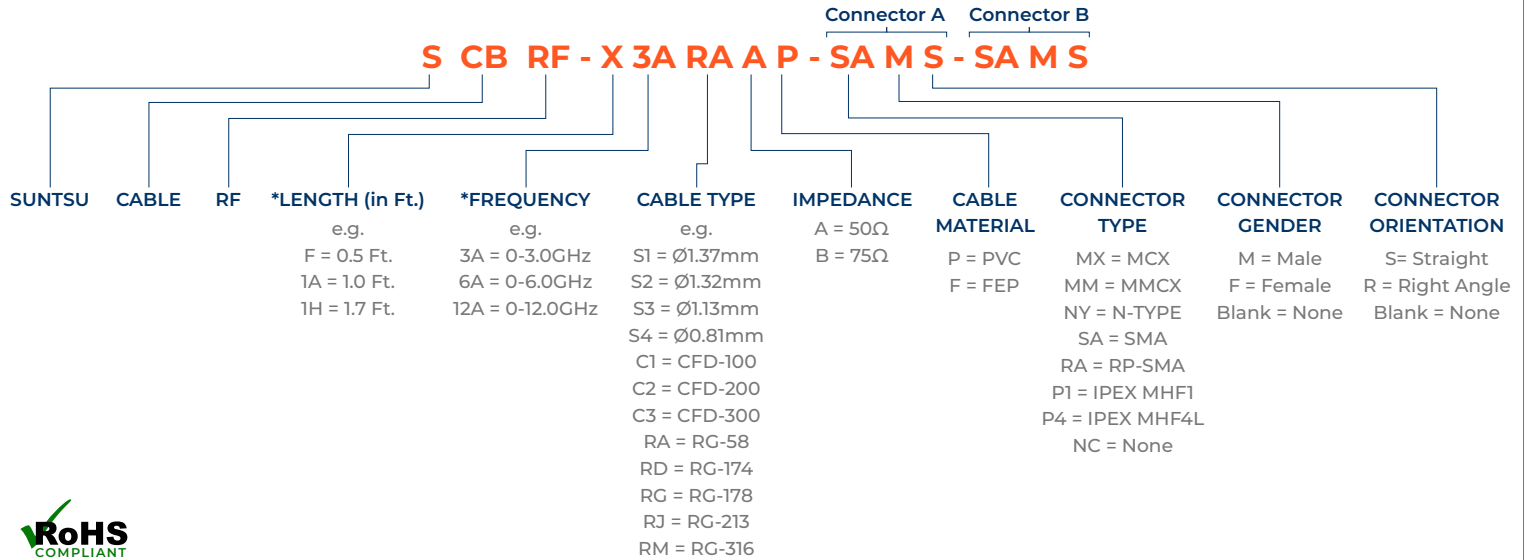 Connector A Connector B
S CB RF - X 3A RA A P - SA M S - SA M S
SUNTSU
CABLE
RF
*LENGTH (in Ft.)
e.g.
F = 0.5 Ft.
1A = 1.0 Ft.
1H = 1.7 Ft.
*FREQUENCY
e.g.
3A = 0-3.0GHz
6A = 0-6.0GHz
12A = 0-12.0GHz
CABLE TYPE
e.g.
S1 = Ø1.37mm
S2 = Ø1.32mm
S3 = Ø1.13mm
S4 = Ø0.81mm
C1 = CFD-100
C2 = CFD-200
C3 = CFD-300
RA = RG-58
RD = RG-174
RG = RG-178
RJ = RG-213
RM = RG-316
IMPEDANCE
A = 50Ω
B = 75Ω
CABLE
MATERIAL
P = PVC
F = FEP
CONNECTOR
TYPE
MX = MCX
MM = MMCX
NY = N-TYPE
SA = SMA
RA = RP-SMA
P1 = IPEX MHF1
P4 = IPEX MHF4L
NC = None
CONNECTOR
GENDER
M = Male
F = Female
Blank = None
CONNECTOR
ORIENTATION
S= Straight
R = Right Angle
Blank = None
RoHS
COMPLIANT